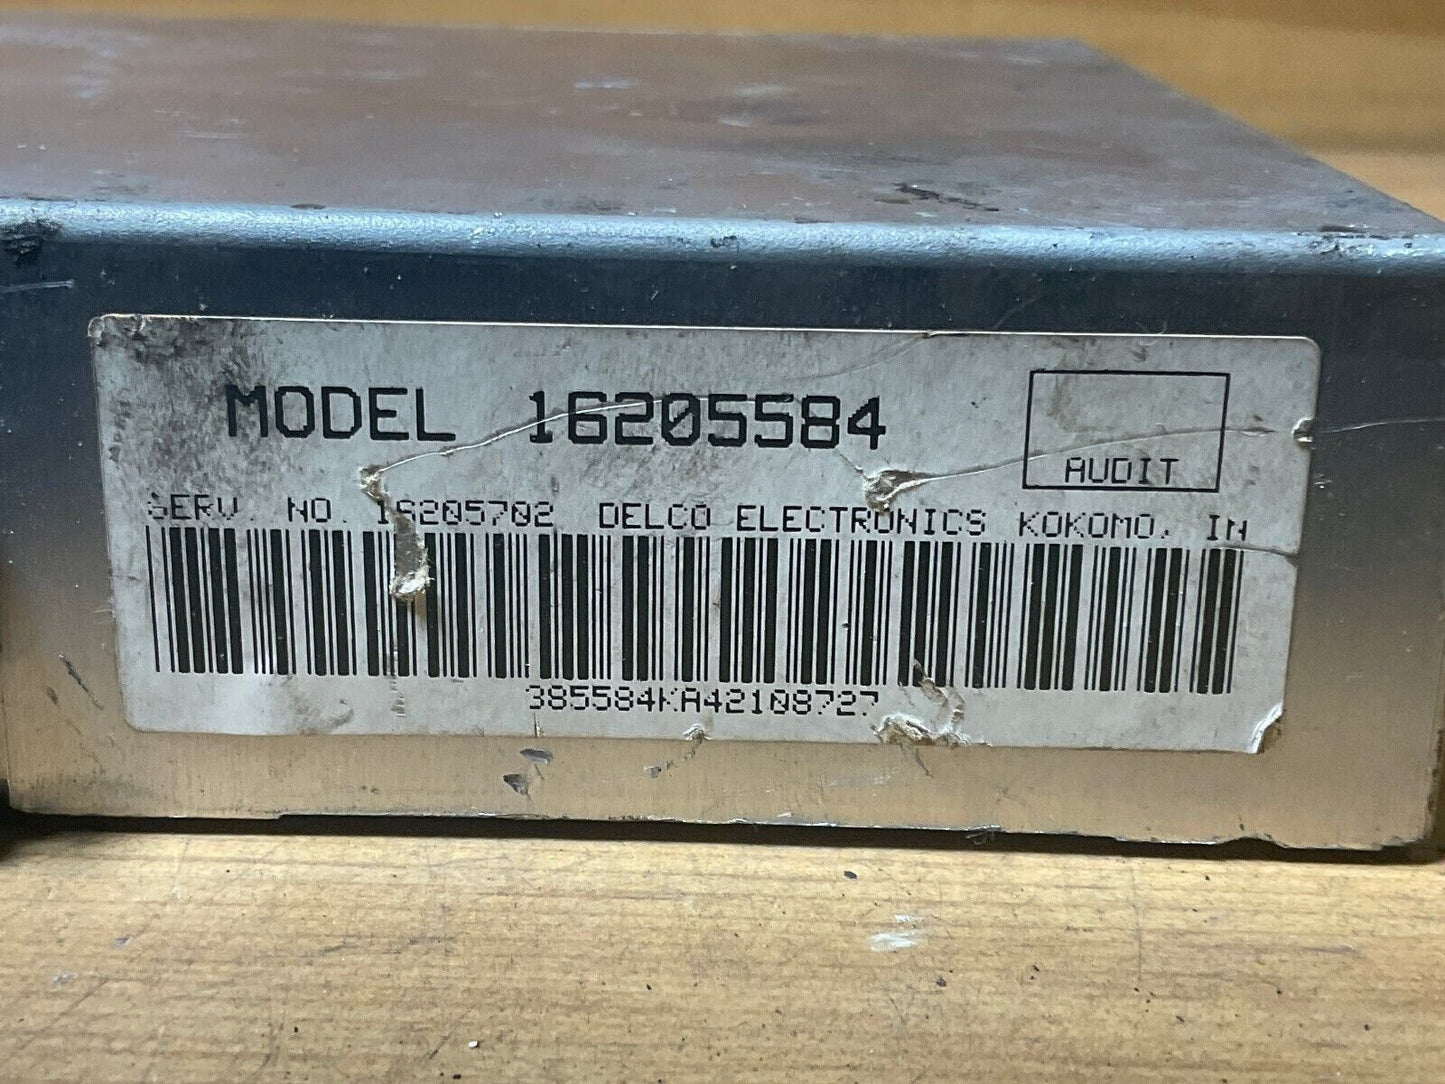 MODEL 16205584
AUDIT
SERV. NO. 16205702 DELCO ELECTRONICS KOKOMO, IN
385584KA42108727